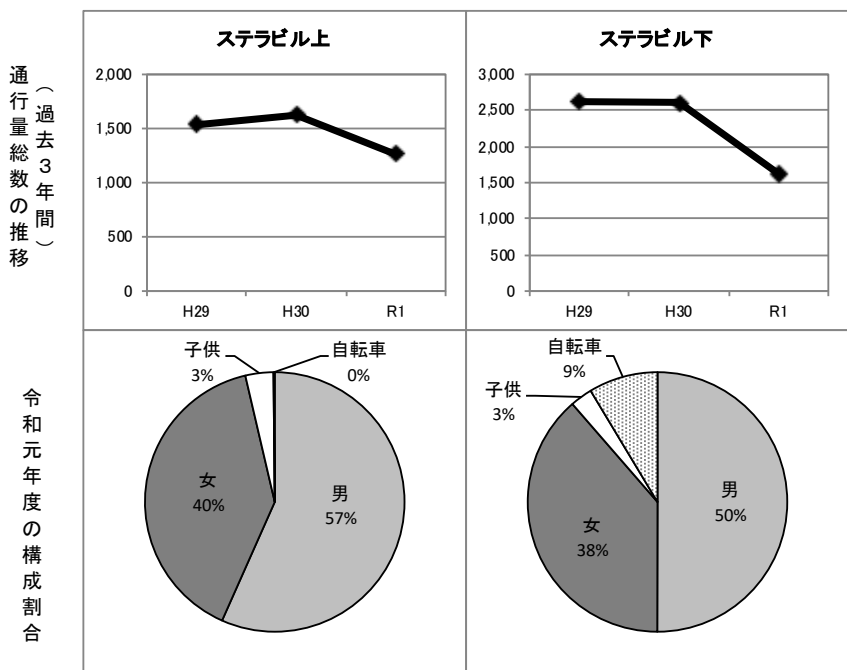 通行量総数の推移
（過去３年間）
ステラビル上
2,000
1,500
1,000
500
0
H29
H30
R1
ステラビル下
3,000
2,500
2,000
1,500
1,000
500
0
H29
H30
R1
令和元年度の構成割合
子供
3%
自転車
0%
女
40%
男
57%
自転車
9%
子供
3%
女
38%
男
50%